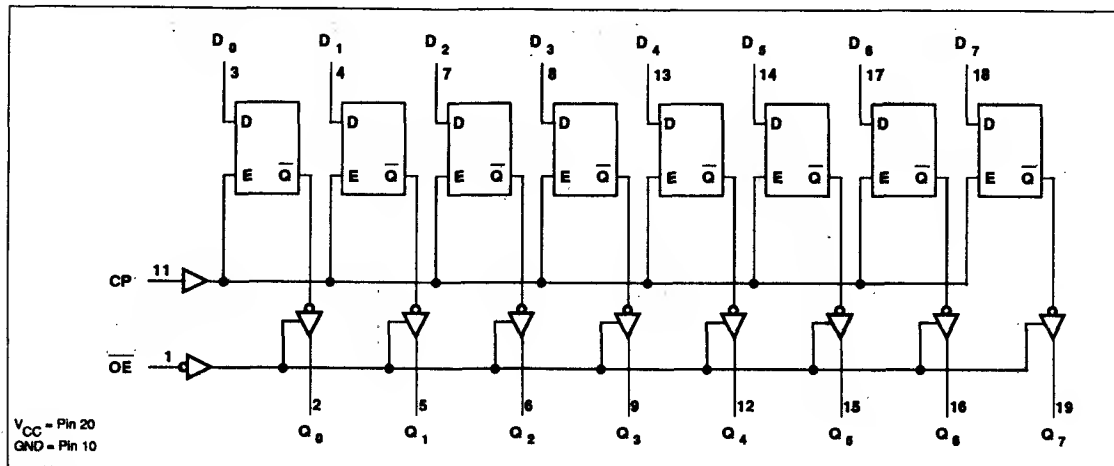 D0 D1 D2 D3 D4 D5 D6 D7
3 4 7 8 13 14 17 18
D D D D D D D D
E Q̅ E Q̅ E Q̅ E Q̅ E Q̅ E Q̅ E Q̅ E Q̅
CP 11
O̅E̅ 1
2 5 6 9 12 15 16 19
Q0 Q1 Q2 Q3 Q4 Q5 Q6 Q7
VCC = Pin 20
GND = Pin 10